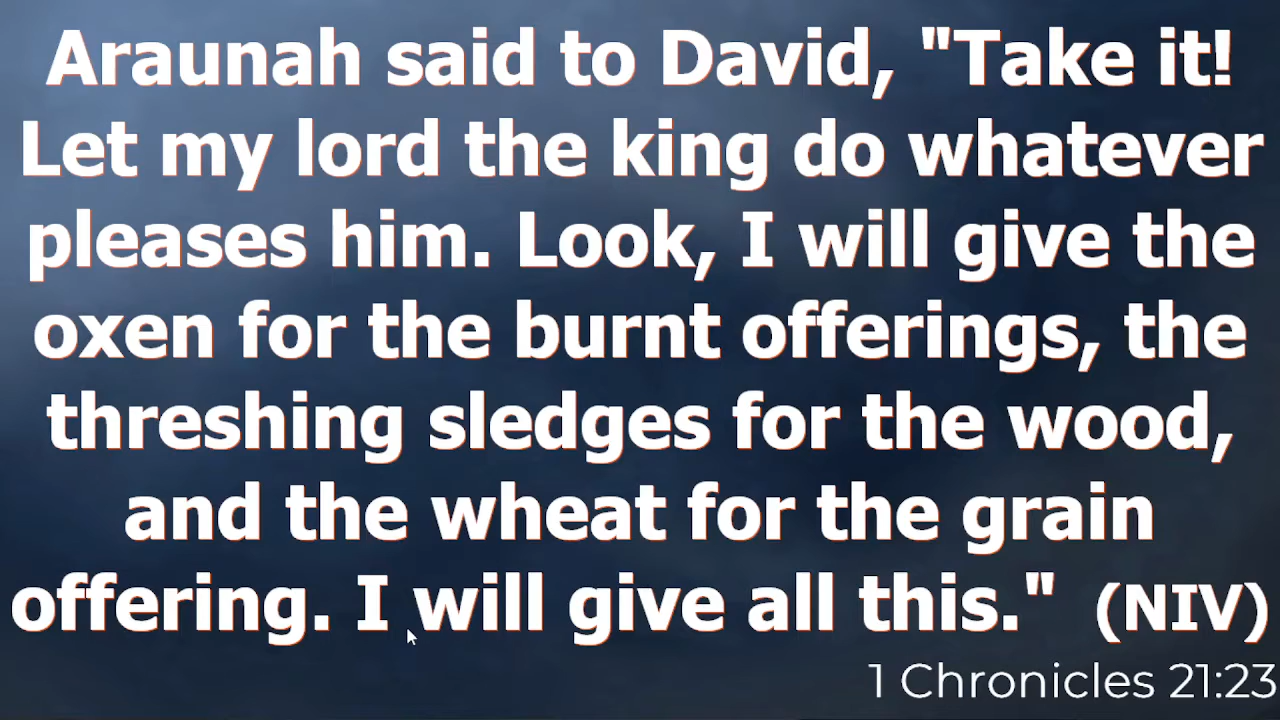 Araunah said to David, "Take it!
Let my lord the king do whatever
pleases him. Look, I will give the
oxen for the burnt offerings, the
threshing sledges for the wood,
and the wheat for the grain
offering. I will give all this." (NIV)
1 Chronicles 21:23